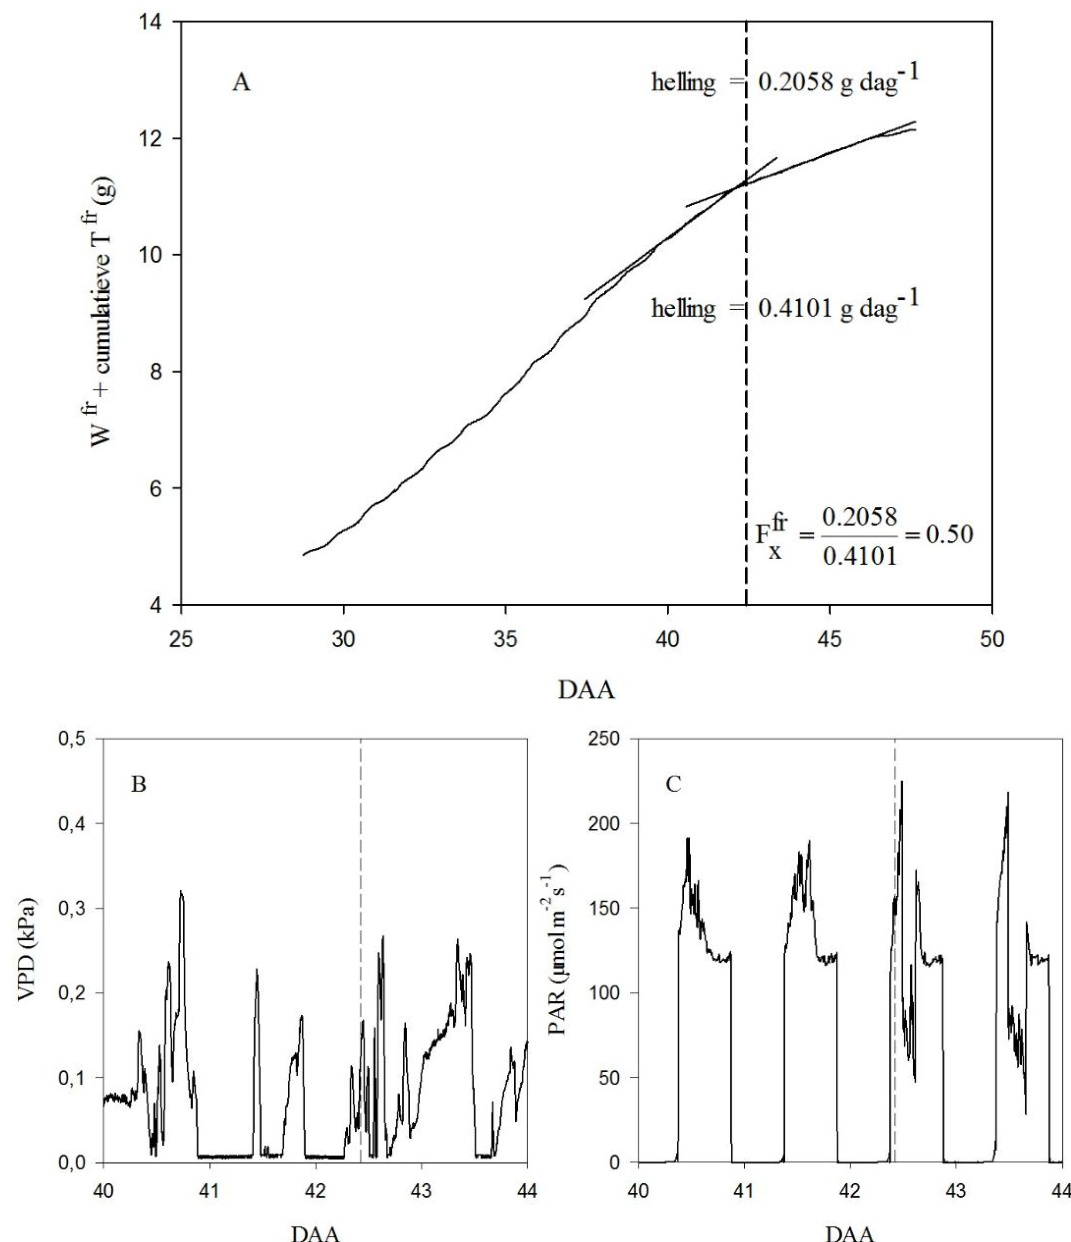 A
helling = 0.2058 g dag-1
helling = 0.4101 g dag-1
F fr x = 0.2058 / 0.4101 = 0.50
W fr + cumulatieve T fr (g)
14
12
10
8
6
4
25 30 35 40 45 50
DAA
B
VPD (kPa)
0,5
0,4
0,3
0,2
0,1
0,0
40 41 42 43 44
DAA
C
PAR (µmol m-2 s-1)
250
200
150
100
50
0
40 41 42 43 44
DAA